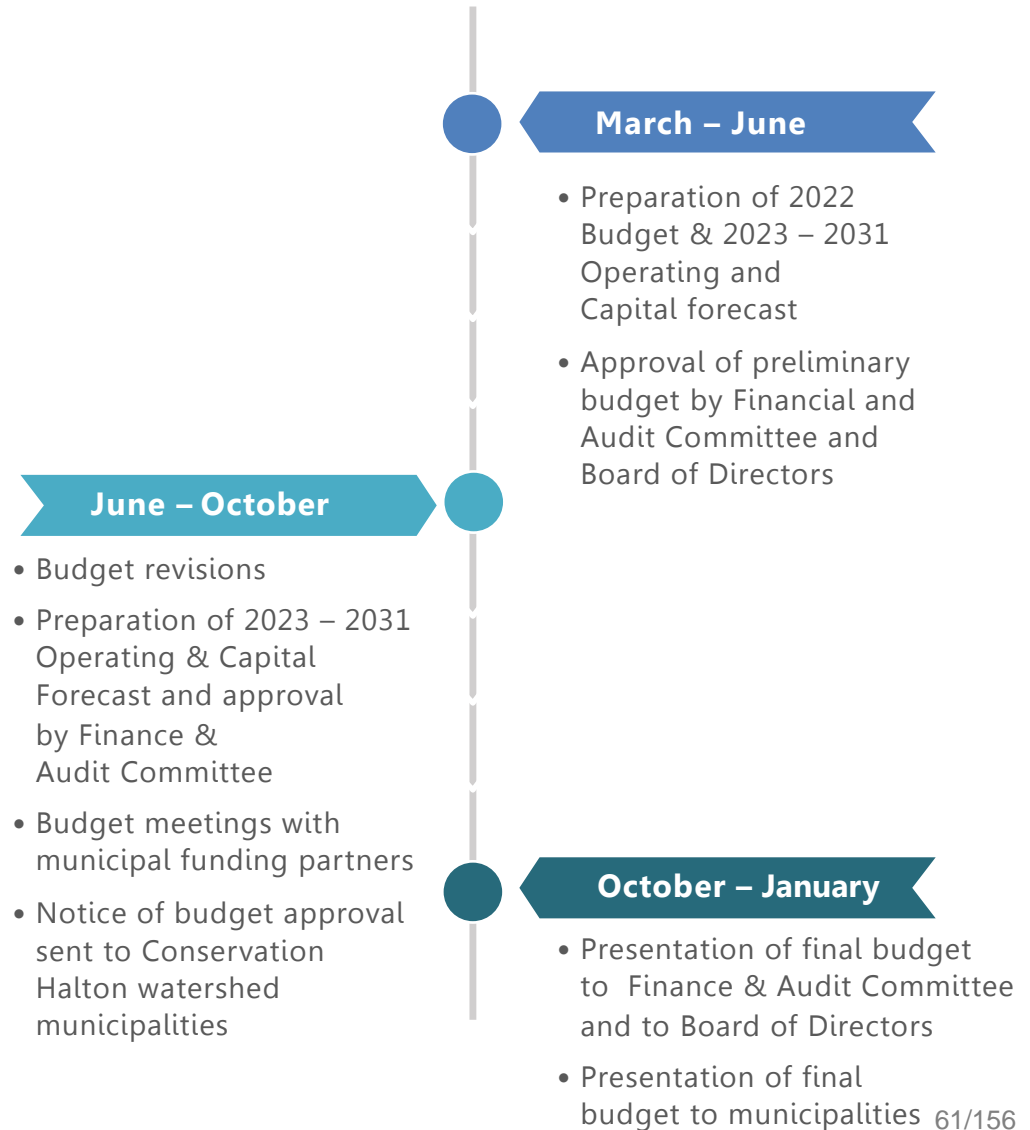 March – June
• Preparation of 2022
Budget & 2023 – 2031
Operating and
Capital forecast
• Approval of preliminary
budget by Financial and
Audit Committee and
Board of Directors
June – October
• Budget revisions
• Preparation of 2023 – 2031
Operating & Capital
Forecast and approval
by Finance &
Audit Committee
• Budget meetings with
municipal funding partners
• Notice of budget approval
sent to Conservation
Halton watershed
municipalities
October – January
• Presentation of final budget
to Finance & Audit Committee
and to Board of Directors
• Presentation of final
budget to municipalities
61/156